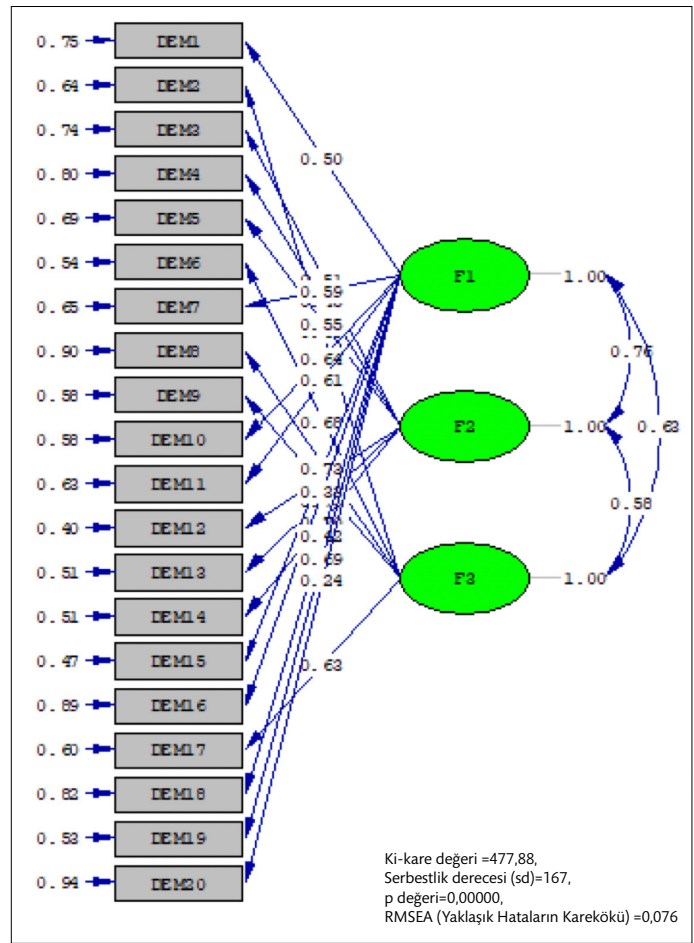 0.75 DEM1
0.64 DEM2
0.74 DEM3
0.80 DEM4
0.69 DEM5
0.54 DEM6
0.65 DEM7
0.90 DEM8
0.58 DEM9
0.58 DEM10
0.63 DEM11
0.40 DEM12
0.51 DEM13
0.51 DEM14
0.47 DEM15
0.89 DEM16
0.60 DEM17
0.82 DEM18
0.53 DEM19
0.94 DEM20
0.50
0.59
0.55
0.64
0.61
0.68
0.73
0.69
0.24
0.63
F1 1.00
F2 1.00
F3 1.00
0.76
0.63
0.58
Ki-kare değeri =477,88,
Serbestlik derecesi (sd)=167,
p değeri=0,00000,
RMSEA (Yaklaşık Hataların Karekökü) =0,076